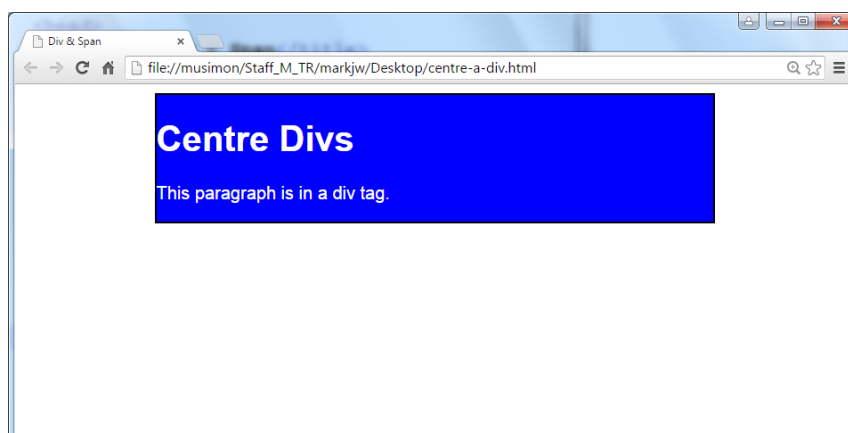 Div & Span
file://musimon/Staff_M_TR/markjw/Desktop/centre-a-div.html
Centre Divs
This paragraph is in a div tag.